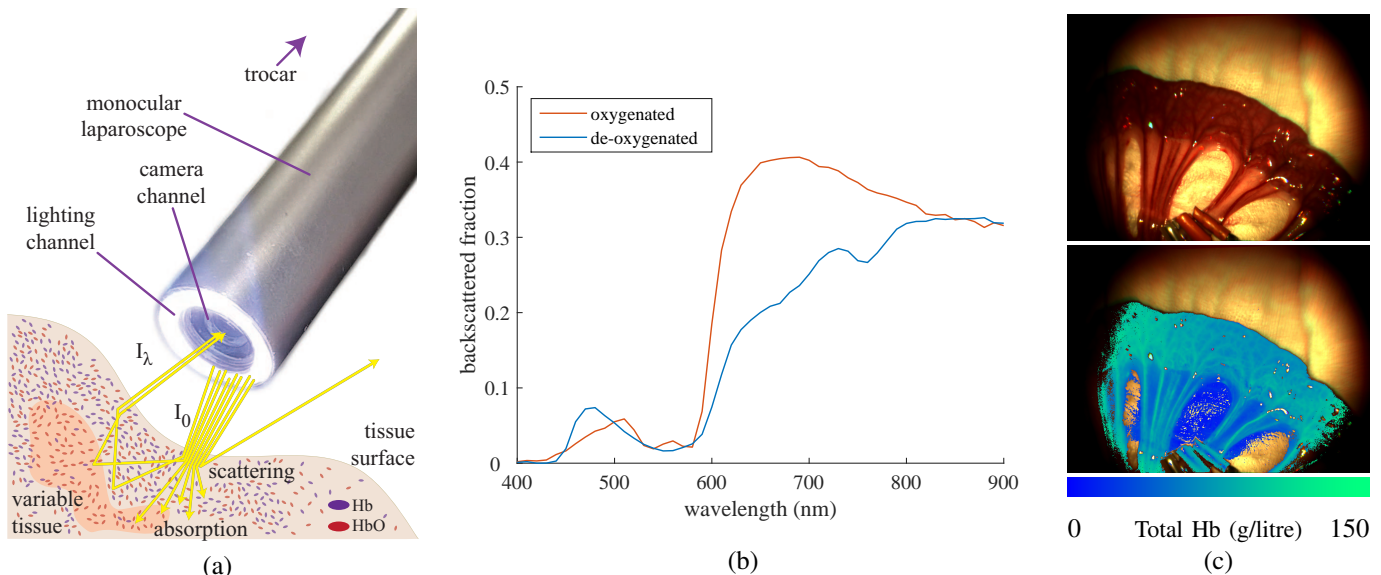 trocar
monocular
laparoscope
camera
channel
lighting
channel
Iλ
I0
tissue
surface
scattering
variable
tissue
absorption
Hb
HbO
(a)
0.5
0.4
0.3
0.2
0.1
0
backscattered fraction
oxygenated
de-oxygenated
400
500
600
700
800
900
wavelength (nm)
(b)
0 Total Hb (g/litre) 150
(c)